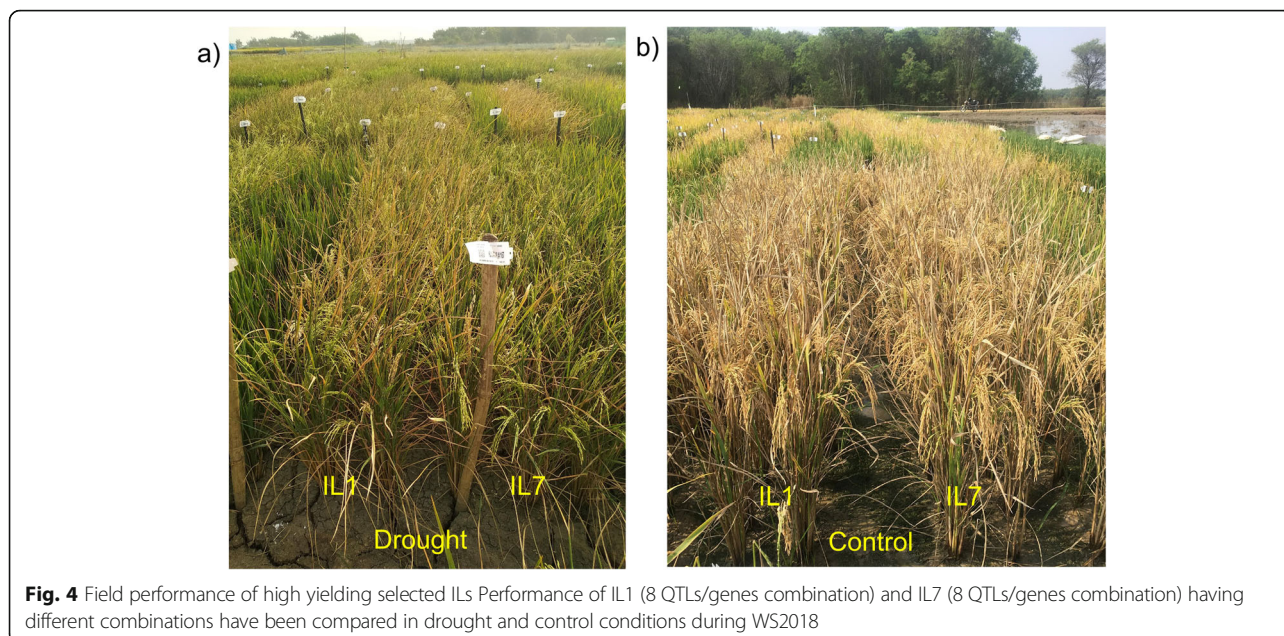 a)
b)
IL1
IL7
Drought
IL1
IL7
Control
Fig. 4 Field performance of high yielding selected ILs Performance of IL1 (8 QTLs/genes combination) and IL7 (8 QTLs/genes combination) having
different combinations have been compared in drought and control conditions during WS2018